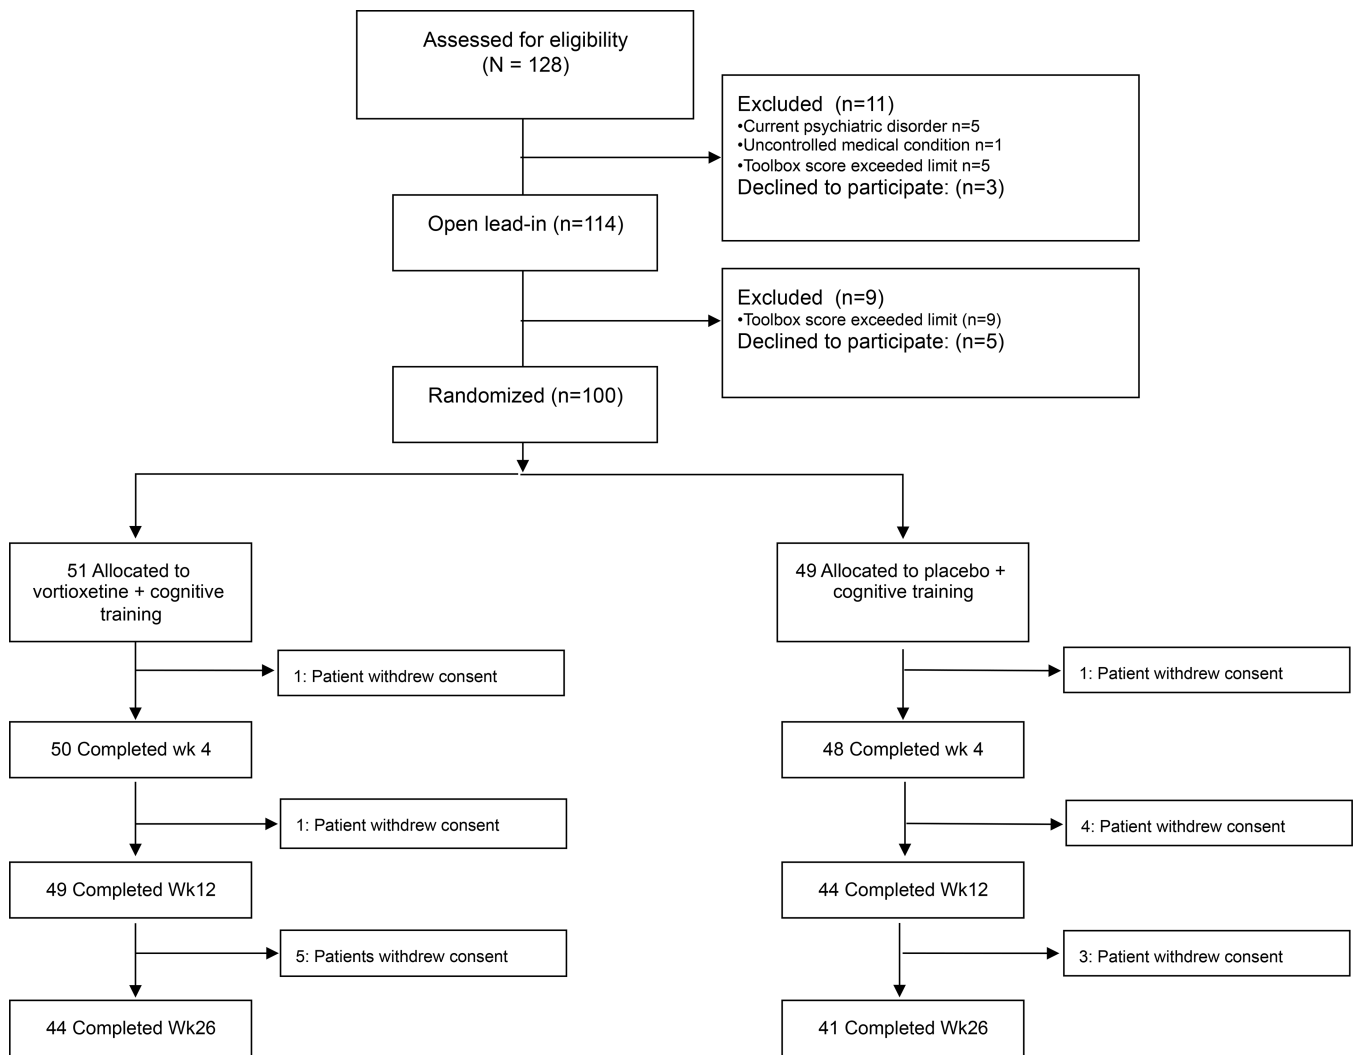 Assessed for eligibility
(N = 128)
Excluded  (n=11)
•Current psychiatric disorder n=5
•Uncontrolled medical condition n=1
•Toolbox score exceeded limit n=5
Declined to participate: (n=3)
Open lead-in (n=114)
Excluded  (n=9)
•Toolbox score exceeded limit (n=9)
Declined to participate: (n=5)
Randomized (n=100)
51 Allocated to
vortioxetine + cognitive
training
49 Allocated to placebo +
cognitive training
1: Patient withdrew consent
1: Patient withdrew consent
50 Completed wk 4
48 Completed wk 4
1: Patient withdrew consent
4: Patient withdrew consent
49 Completed Wk12
44 Completed Wk12
5: Patients withdrew consent
3: Patient withdrew consent
44 Completed Wk26
41 Completed Wk26